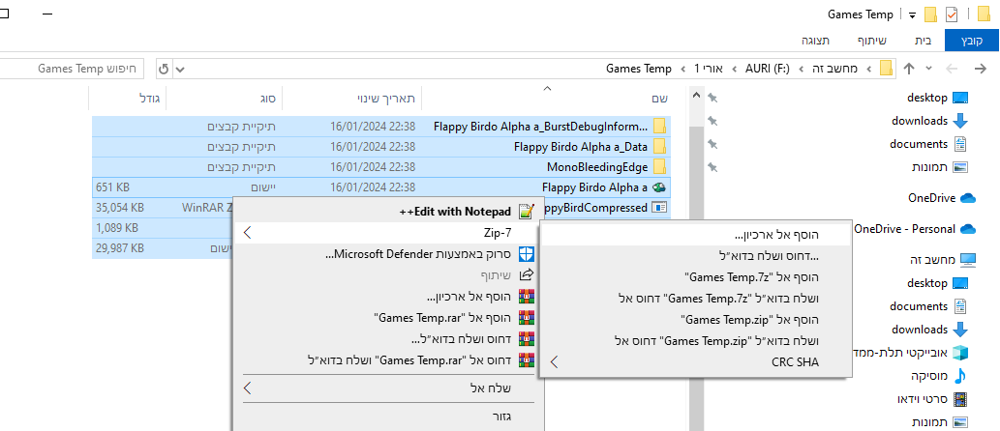 Games Temp
קובץ
בית
שיתוף
תצוגה
מחשב זה
AURI (F:)
אורי 1
Games Temp
חיפוש Games Temp
שם
תאריך שינוי
סוג
גודל
Flappy Birdo Alpha a_BurstDebugInform...
16/01/2024 22:38
תיקיית קבצים
Flappy Birdo Alpha a_Data
16/01/2024 22:38
תיקיית קבצים
MonoBleedingEdge
16/01/2024 22:38
תיקיית קבצים
Flappy Birdo Alpha a
16/01/2024 22:38
יישום
651 KB
ppyBirdCompressed
WinRAR Z
35,054 KB
1,089 KB
ישום
29,987 KB
++Edit with Notepad
Zip-7
סרוק באמצעות Microsoft Defender...
שיתוף
הוסף אל ארכיון...
הוסף אל "Games Temp.rar"
דחוס ושלח בדוא״ל...
דחוס אל "Games Temp.rar" ושלח בדוא״ל
שלח אל
גזור
הוסף אל ארכיון...
...דחוס ושלח בדוא״ל
הוסף אל "Games Temp.7z"
ושלח בדוא״ל "Games Temp.7z" דחוס אל
הוסף אל "Games Temp.zip"
ושלח בדוא״ל "Games Temp.zip" דחוס אל
CRC SHA
desktop
downloads
documents
תמונות
OneDrive
OneDrive - Personal
מחשב זה
desktop
documents
downloads
אובייקטי תלת-ממד
מוסיקה
סרטי וידאו
תמונות